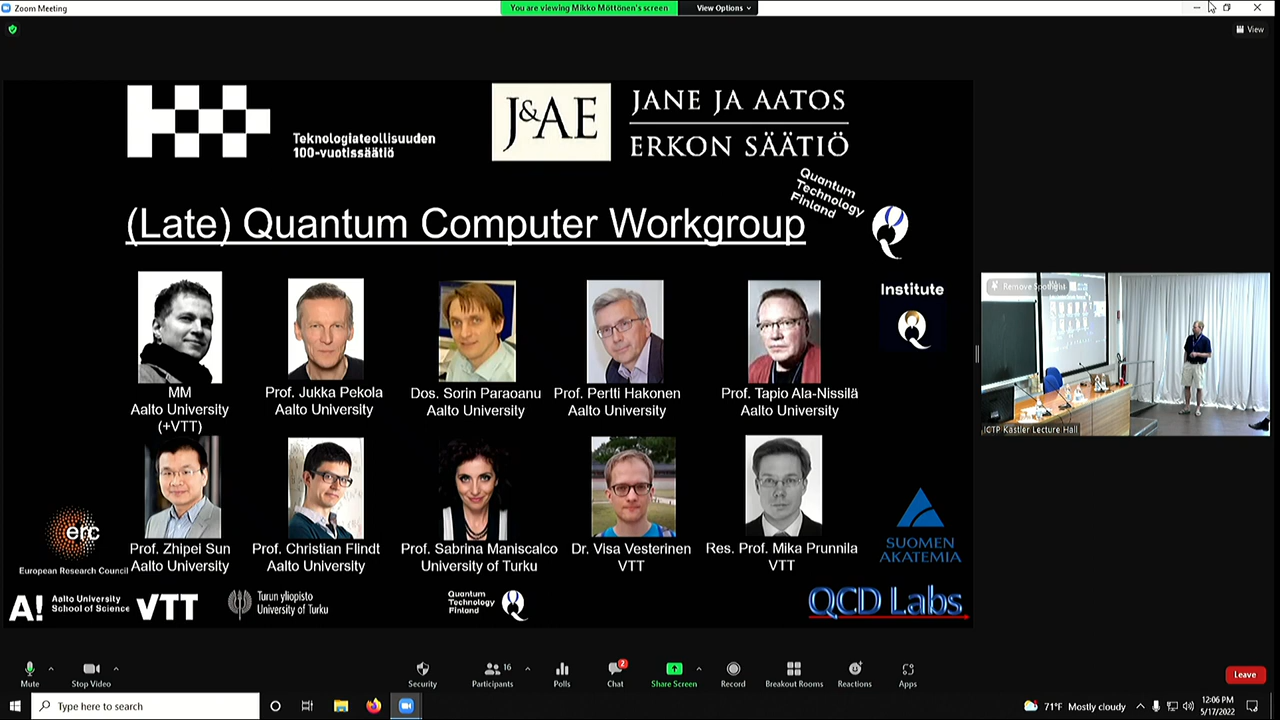 Zoom Meeting
You are viewing Mikko Möttönen's screen
View Options
View
Teknologiateollisuuden
100-vuotissäätiö
J&AE
JANE JA AATOS
ERKON SÄÄTIÖ
Quantum
Technology
Finland
(Late) Quantum Computer Workgroup
Institute
Remove Spotlight
MM
Aalto University
(+VTT)
Prof. Jukka Pekola
Aalto University
Dos. Sorin Paraoanu
Aalto University
Prof. Pertti Hakonen
Aalto University
Prof. Tapio Ala-Nissilä
Aalto University
ICTP Kastler Lecture Hall
Prof. Zhipei Sun
Aalto University
Prof. Christian Flindt
Aalto University
Prof. Sabrina Maniscalco
University of Turku
Dr. Visa Vesterinen
VTT
Res. Prof. Mika Prunnila
VTT
erc
European Research Council
SUOMEN
AKATEMIA
A!
Aalto University
School of Science
VTT
Turun yliopisto
University of Turku
Quantum
Technology
Finland
QCD Labs
Mute
Stop Video
Security
16
Participants
Polls
2
Chat
Share Screen
Record
Breakout Rooms
Reactions
Apps
Leave
Type here to search
71°F Mostly cloudy
12:06 PM
5/17/2022